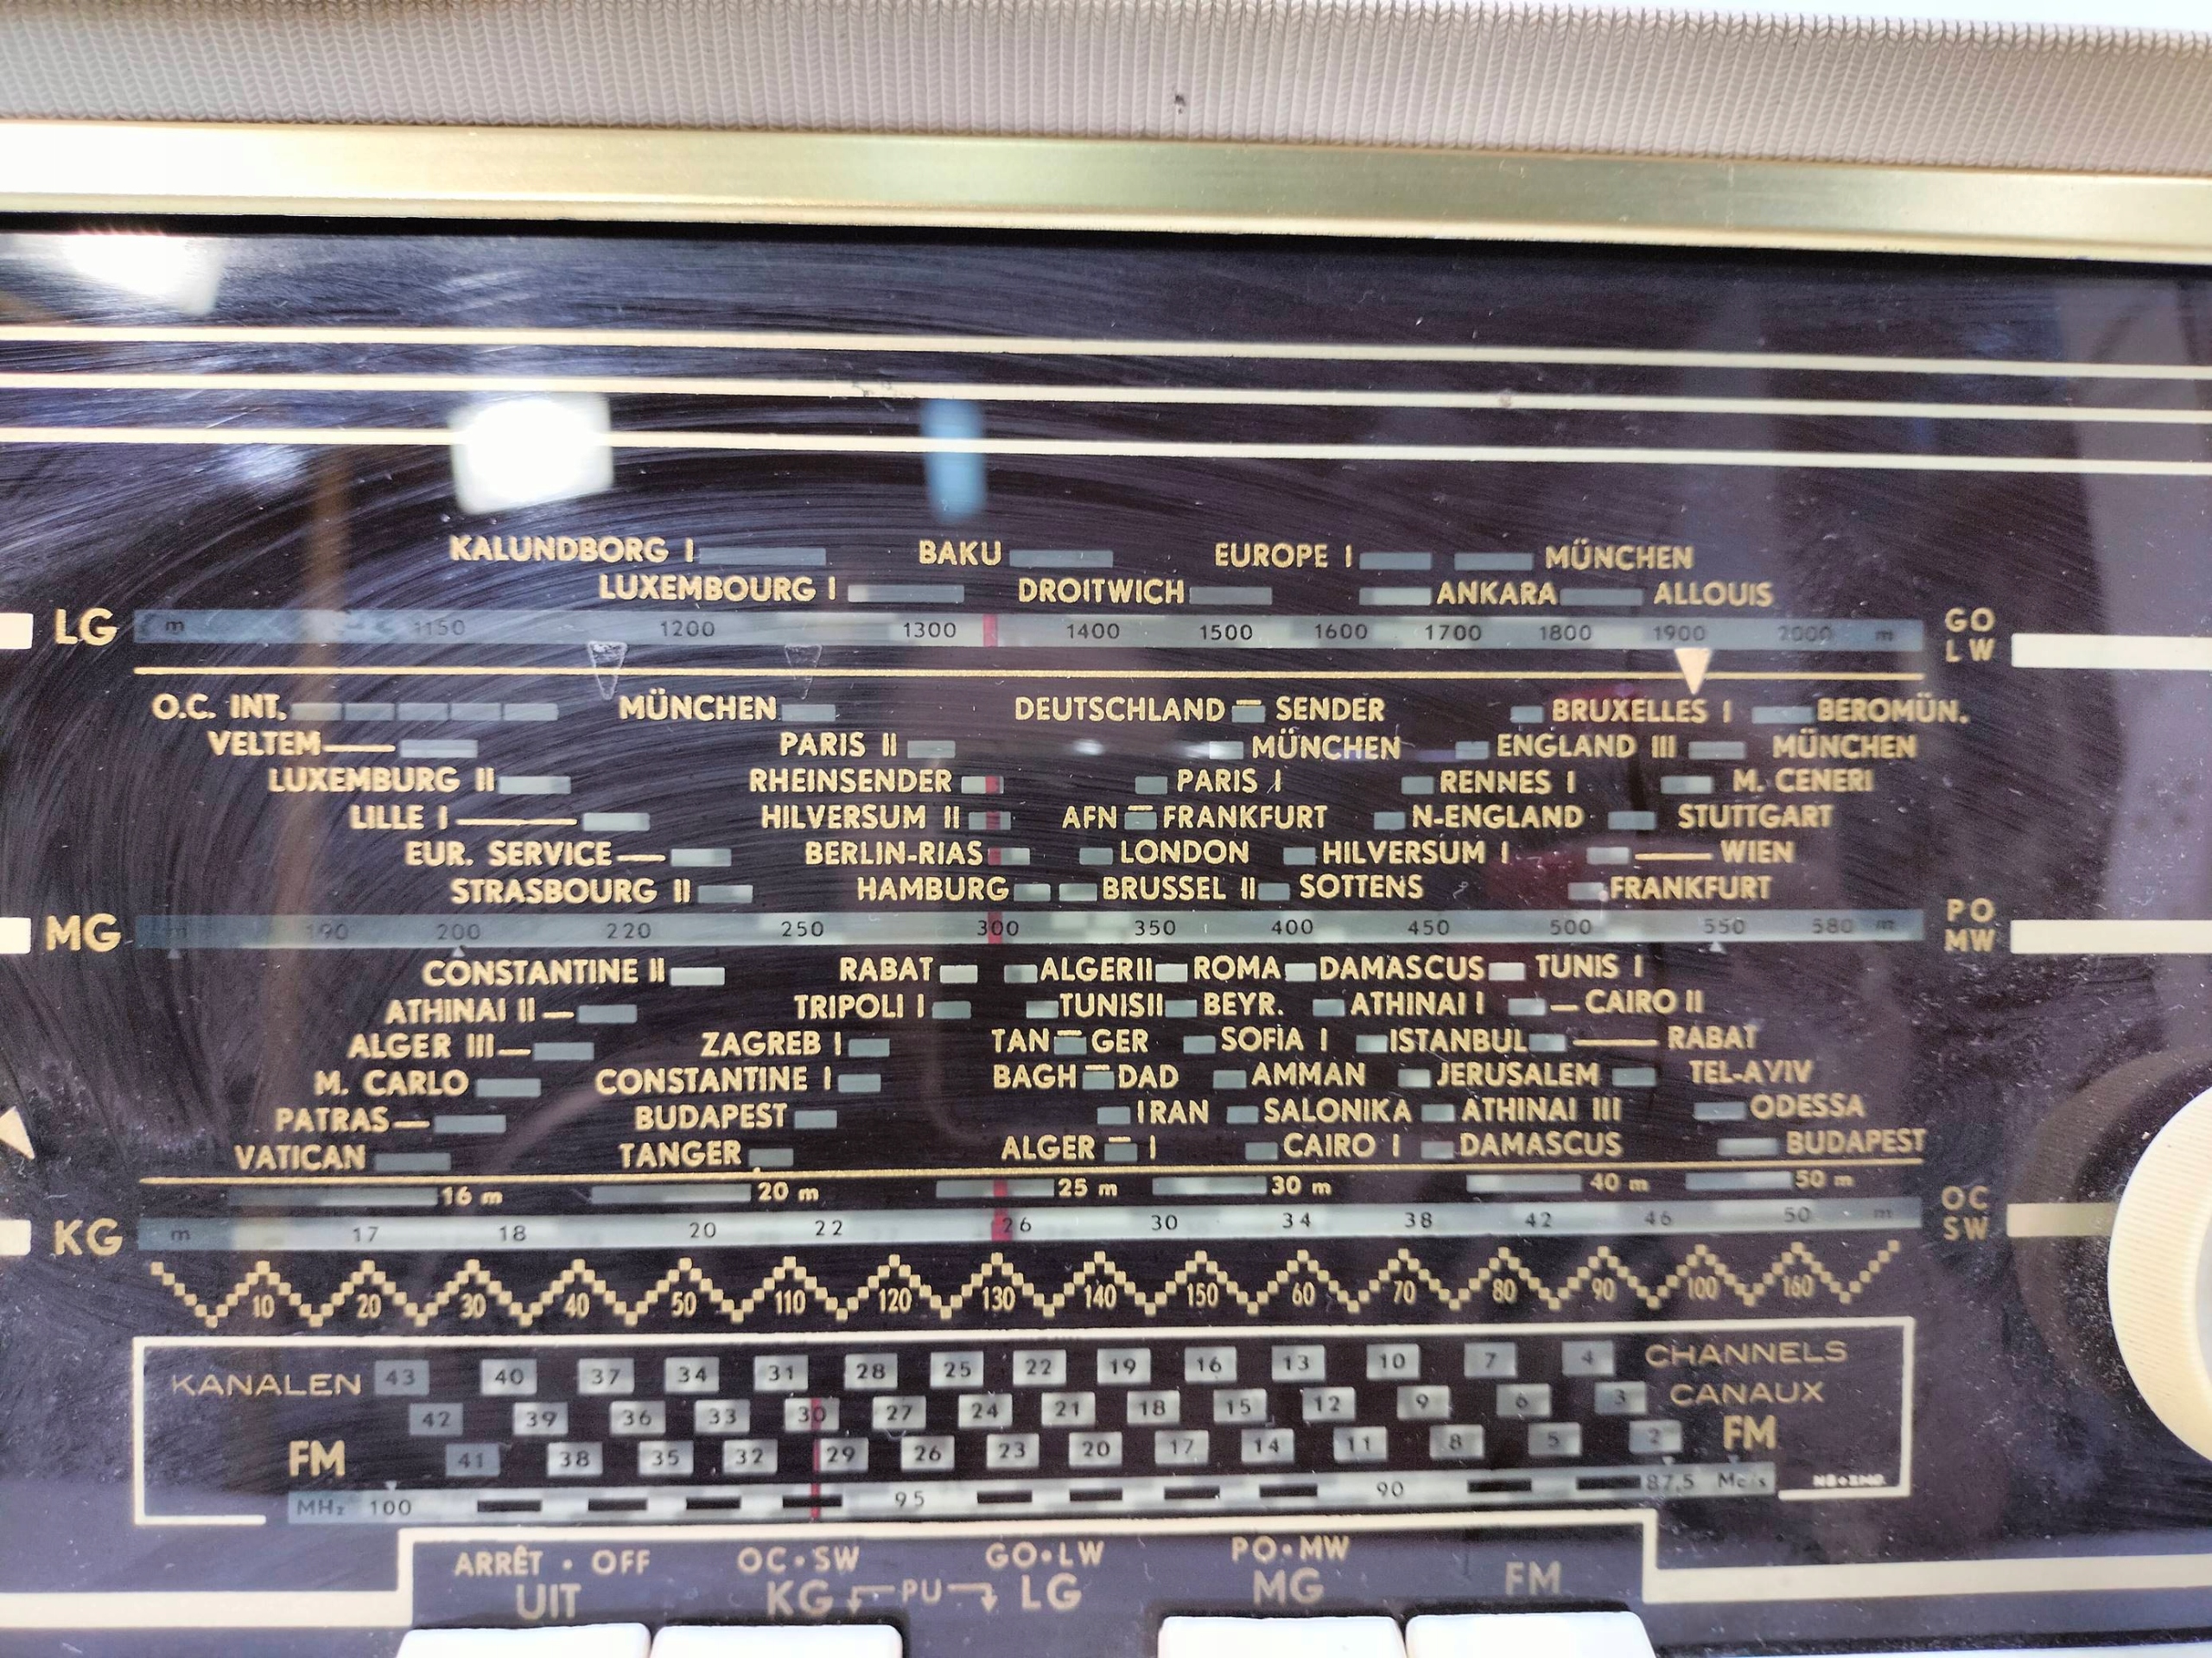 KALUNDBORG I BAKU EUROPE I MÜNCHEN
LUXEMBOURG I DROITWICH ANKARA ALLOUIS
LG m 1150 1200 1300 1400 1500 1600 1700 1800 1900 2000 m GO LW
O.C. INT. MÜNCHEN DEUTSCHLAND SENDER BRUXELLES I BEROMÜN.
VELTEM PARIS II MÜNCHEN ENGLAND III MÜNCHEN
LUXEMBURG II RHEINSENDER PARIS I RENNES I M. CENERI
LILLE I HILVERSUM II AFN FRANKFURT N-ENGLAND STUTTGART
EUR. SERVICE BERLIN-RIAS LONDON HILVERSUM I WIEN
STRASBOURG II HAMBURG BRUSSEL II SOTTENS FRANKFURT
MG 190 200 220 250 300 350 400 450 500 550 580 m PO MW
CONSTANTINE II RABAT ALGER II ROMA DAMASCUS TUNIS I
ATHINAI II TRIPOLI I TUNIS II BEYR. ATHINAI I CAIRO II
ALGER III ZAGREB I TAN GER SOFIA I ISTANBUL RABAT
M. CARLO CONSTANTINE I BAGH DAD AMMAN JERUSALEM TEL-AVIV
PATRAS BUDAPEST IRAN SALONIKA ATHINAI III ODESSA
VATICAN TANGER ALGER I CAIRO I DAMASCUS BUDAPEST
16 m 20 m 25 m 30 m 40 m 50 m
KG m 17 18 20 22 26 30 34 38 42 46 50 m OC SW
10 20 30 40 50 110 120 130 140 150 60 70 80 90 100 160
KANALEN 43 40 37 34 31 28 25 22 19 16 13 10 7 4 CHANNELS
42 39 36 33 30 27 24 21 18 15 12 9 6 3 CANAUX
FM 41 38 35 32 29 26 23 20 17 14 11 8 5 2 FM
MHz 100 95 90 87,5 Mc/s
ARRÊT • OFF OC•SW GO•LW PO•MW
UIT KG PU LG MG FM